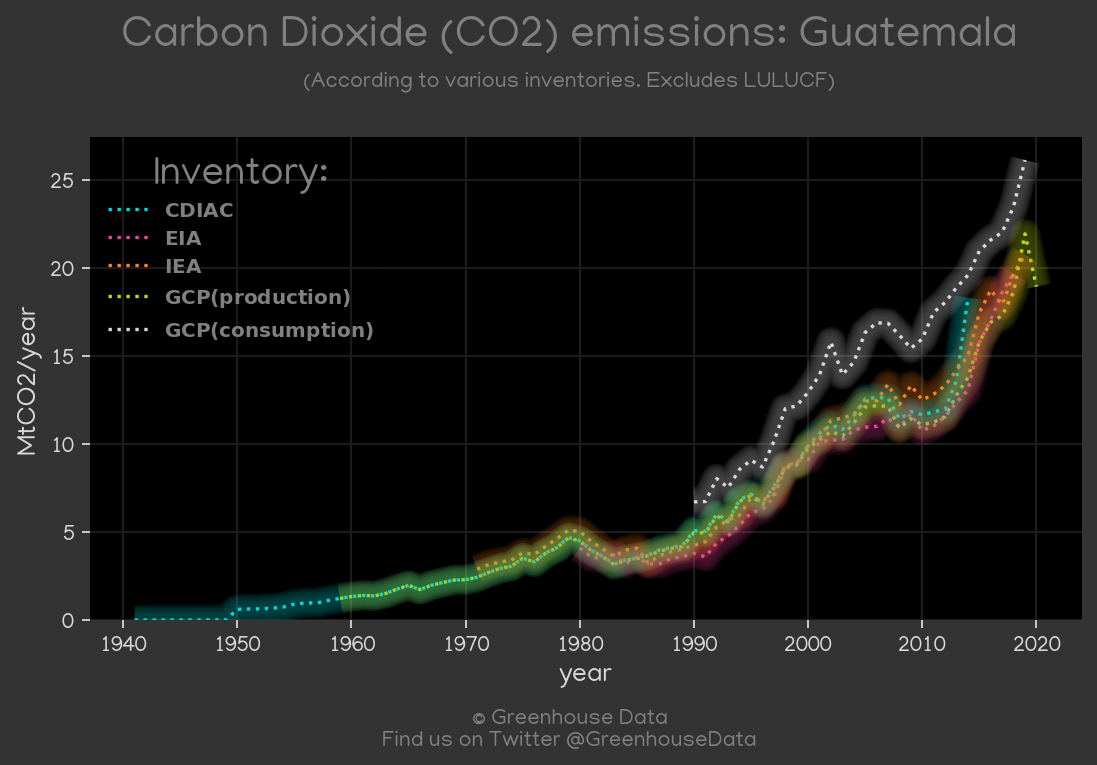 Carbon Dioxide (CO2) emissions: Guatemala
(According to various inventories. Excludes LULUCF)
Inventory:
CDIAC
EIA
IEA
GCP(production)
GCP(consumption)
MtCO2/year
25
20
15
10
5
0
1940 1950 1960 1970 1980 1990 2000 2010 2020
year
© Greenhouse Data
Find us on Twitter @GreenhouseData